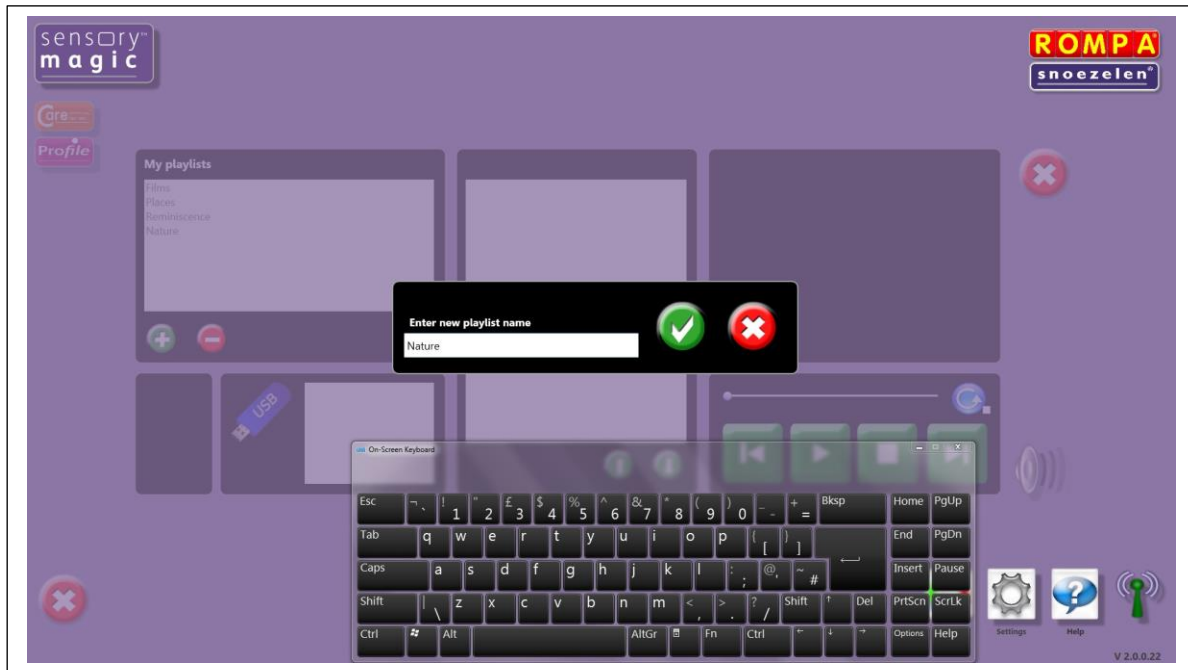 sensory™
magic
ROMPA®
snoezelen®
Care
Profile
My playlists
Films
Places
Reminiscence
Nature
Enter new playlist name
Nature
USB
On-Screen Keyboard
Esc ¬ ` ! 1 " 2 £ 3 $ 4 % 5 ^ 6 & 7 * 8 ( 9 ) 0 _ - + = Bksp Home PgUp
Tab q w e r t y u i o p { [ } ] End PgDn
Caps a s d f g h j k l : ; @ ' ~ # Insert Pause
Shift | \ z x c v b n m < , > . ? / Shift ↑ Del PrtScn ScrLk
Ctrl Alt AltGr Fn Ctrl ← ↓ → Options Help
Settings
Help
V 2.0.0.22